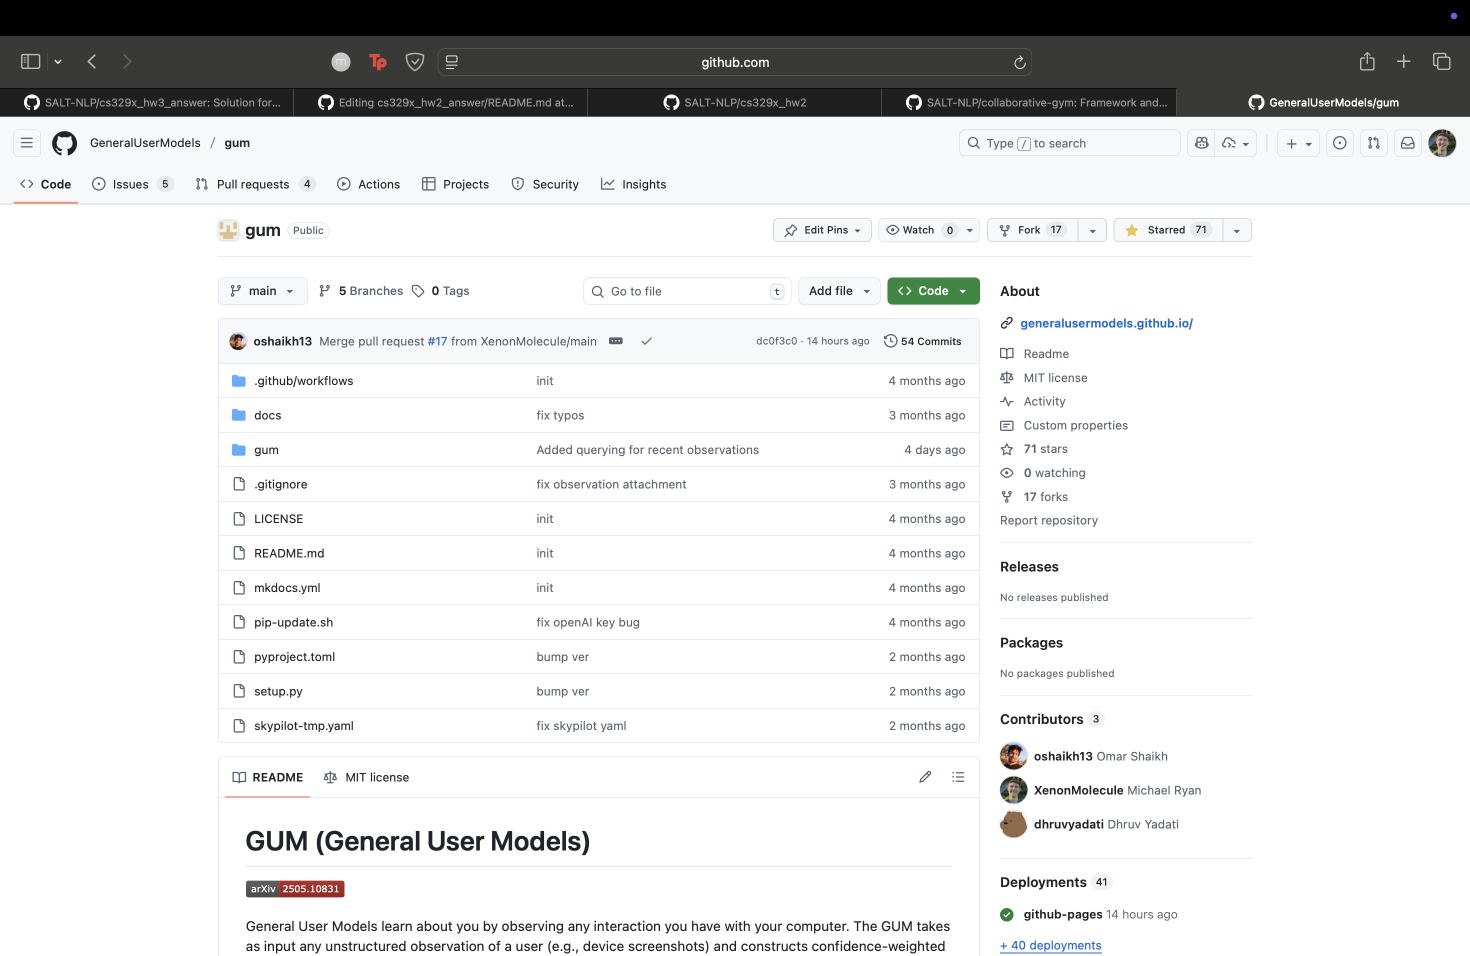 github.com
SALT-NLP/cs329x_hw3_answer: Solution for...
Editing cs329x_hw2_answer/README.md at...
SALT-NLP/cs329x_hw2
SALT-NLP/collaborative-gym: Framework and...
GeneralUserModels/gum
GeneralUserModels / gum
Type / to search
Code
Issues 5
Pull requests 4
Actions
Projects
Security
Insights
gum Public
Edit Pins
Watch 0
Fork 17
Starred 71
main
5 Branches
0 Tags
Go to file t
Add file
Code
oshaikh13 Merge pull request #17 from XenonMolecule/main
dc0f3c0 · 14 hours ago
54 Commits
.github/workflows init 4 months ago
docs fix typos 3 months ago
gum Added querying for recent observations 4 days ago
.gitignore fix observation attachment 3 months ago
LICENSE init 4 months ago
README.md init 4 months ago
mkdocs.yml init 4 months ago
pip-update.sh fix openAI key bug 4 months ago
pyproject.toml bump ver 2 months ago
setup.py bump ver 2 months ago
skypilot-tmp.yaml fix skypilot yaml 2 months ago
README
MIT license
GUM (General User Models)
arXiv 2505.10831
General User Models learn about you by observing any interaction you have with your computer. The GUM takes
as input any unstructured observation of a user (e.g., device screenshots) and constructs confidence-weighted
About
generalusermodels.github.io/
Readme
MIT license
Activity
Custom properties
71 stars
0 watching
17 forks
Report repository
Releases
No releases published
Packages
No packages published
Contributors 3
oshaikh13 Omar Shaikh
XenonMolecule Michael Ryan
dhruvyadati Dhruv Yadati
Deployments 41
github-pages 14 hours ago
+ 40 deployments